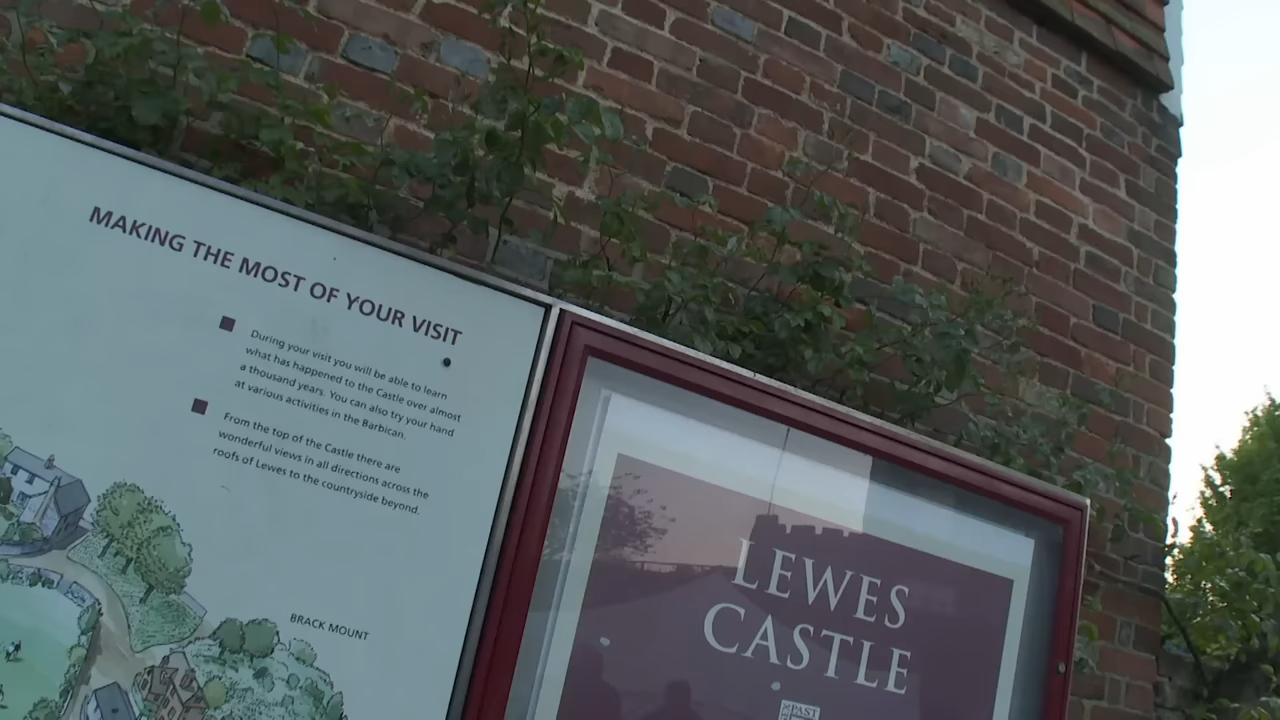 MAKING THE MOST OF YOUR VISIT
During your visit you will be able to learn
what has happened to the Castle over almost
a thousand years. You can also try your hand
at various activities in the Barbican.
From the top of the Castle there are
wonderful views in all directions across the
roofs of Lewes to the countryside beyond.
BRACK MOUNT
LEWES
CASTLE
PAST